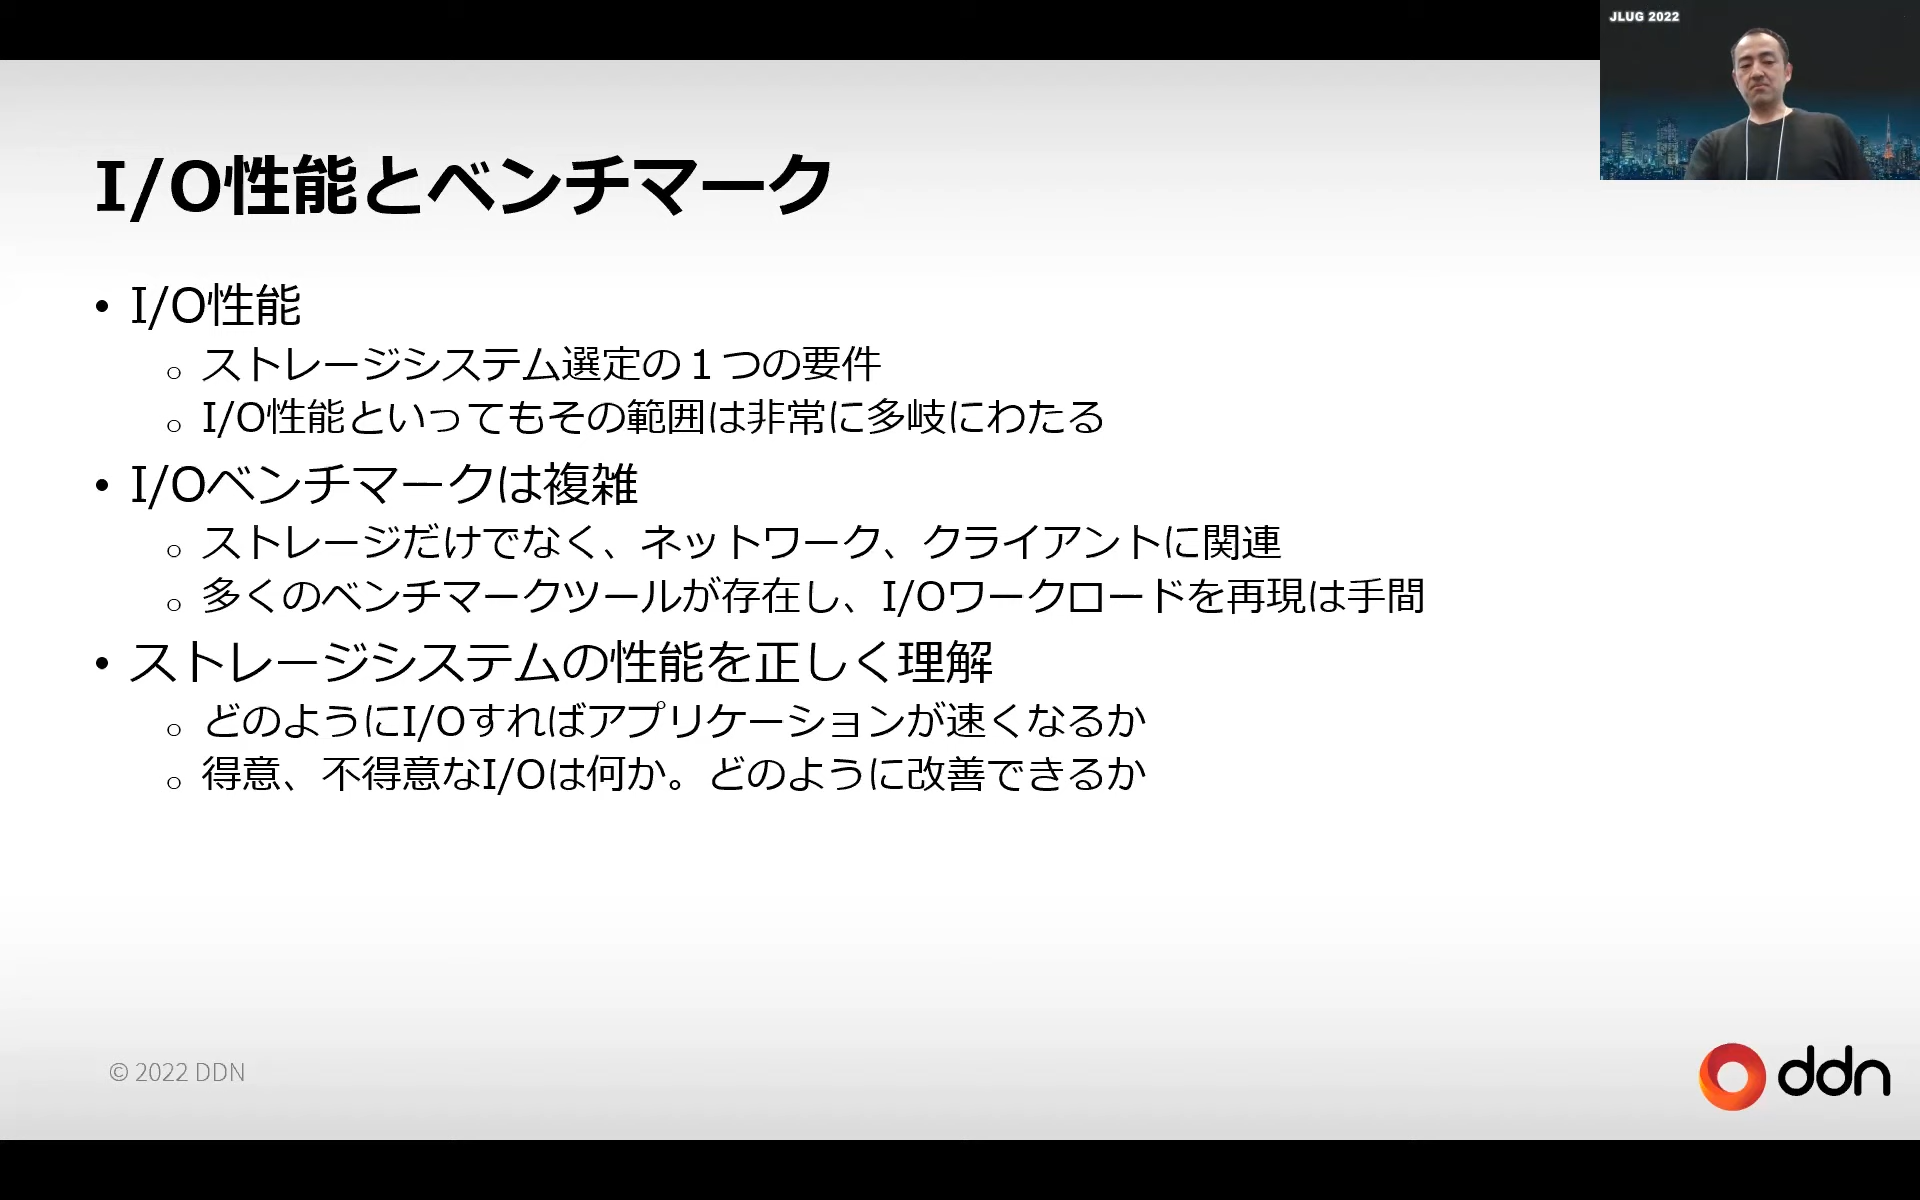 JLUG 2022
I/O性能とベンチマーク
• I/O性能
○ ストレージシステム選定の１つの要件
○ I/O性能といってもその範囲は非常に多岐にわたる
• I/Oベンチマークは複雑
○ ストレージだけでなく、ネットワーク、クライアントに関連
○ 多くのベンチマークツールが存在し、I/Oワークロードを再現は手間
• ストレージシステムの性能を正しく理解
○ どのようにI/Oすればアプリケーションが速くなるか
○ 得意、不得意なI/Oは何か。どのように改善できるか
© 2022 DDN
ddn